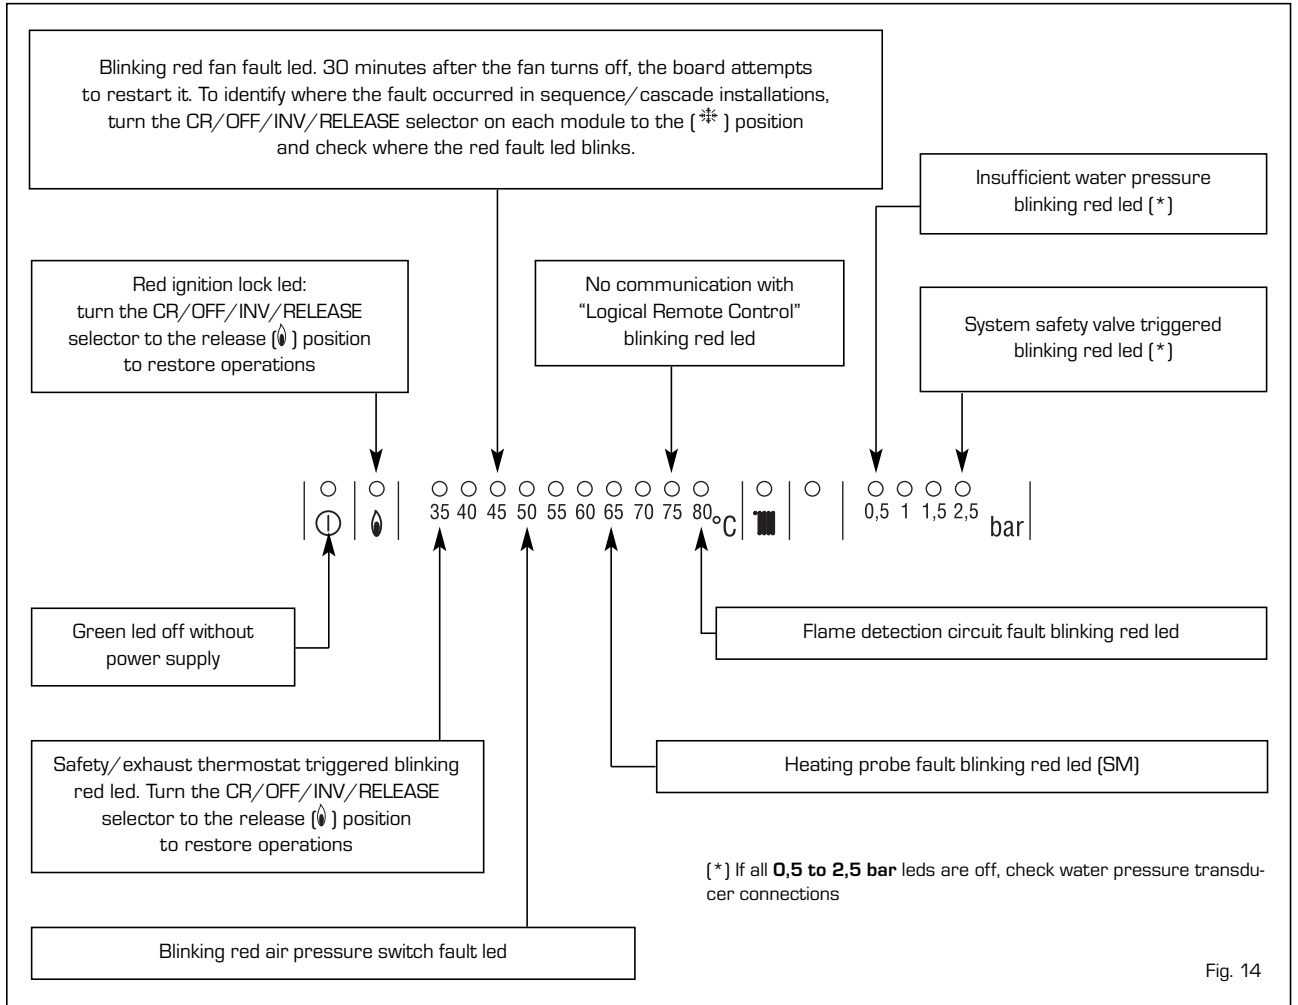 Blinking red fan fault led. 30 minutes after the fan turns off, the board attempts
to restart it. To identify where the fault occurred in sequence/cascade installations,
turn the CR/OFF/INV/RELEASE selector on each module to the ( ) position
and check where the red fault led blinks.
Insufficient water pressure
blinking red led (*)
Red ignition lock led:
turn the CR/OFF/INV/RELEASE
selector to the release ( ) position
to restore operations
No communication with
“Logical Remote Control”
blinking red led
System safety valve triggered
blinking red led (*)
35 40 45 50 55 60 65 70 75 80 °C
0,5 1 1,5 2,5 bar
Green led off without
power supply
Flame detection circuit fault blinking red led
Safety/exhaust thermostat triggered blinking
red led. Turn the CR/OFF/INV/RELEASE
selector to the release ( ) position
to restore operations
Heating probe fault blinking red led (SM)
(*) If all 0,5 to 2,5 bar leds are off, check water pressure transdu-
cer connections
Blinking red air pressure switch fault led
Fig. 14